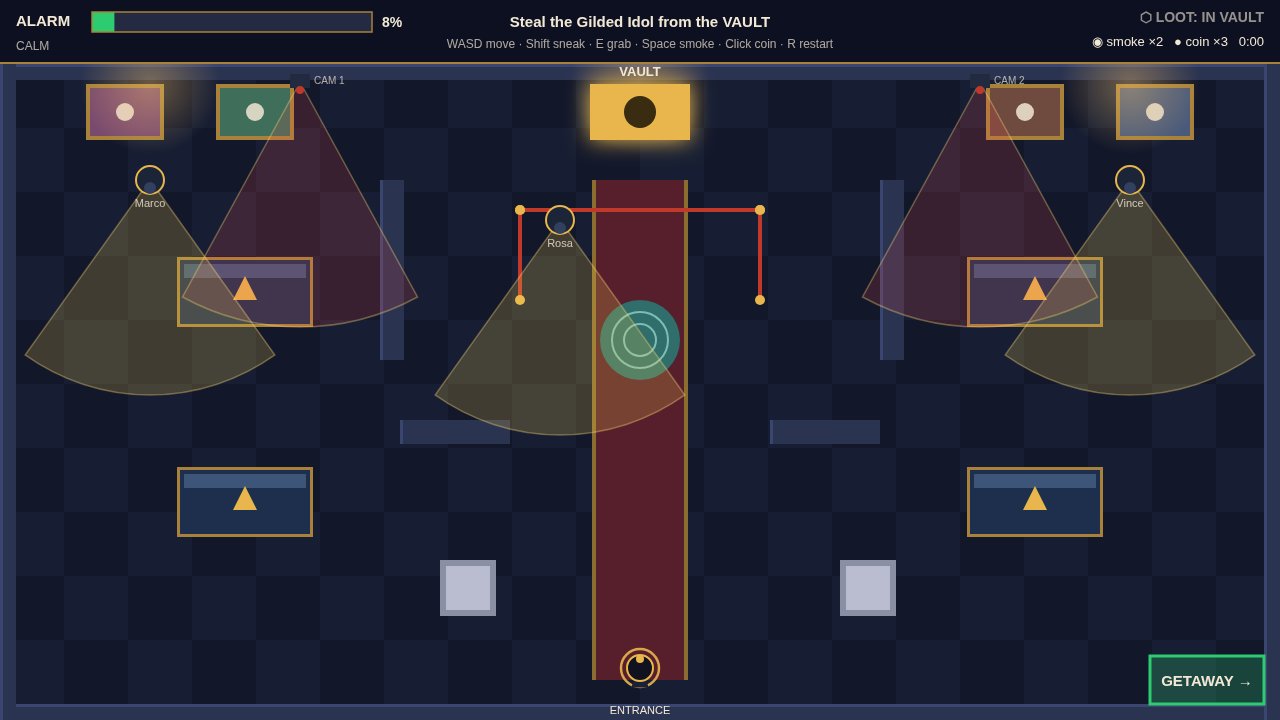 ALARM
8%
CALM
Steal the Gilded Idol from the VAULT
WASD move · Shift sneak · E grab · Space smoke · Click coin · R restart
⬡ LOOT: IN VAULT
◉ smoke ×2 ● coin ×3 0:00
VAULT
CAM 1
CAM 2
Marco
Vince
Rosa
GETAWAY →
ENTRANCE